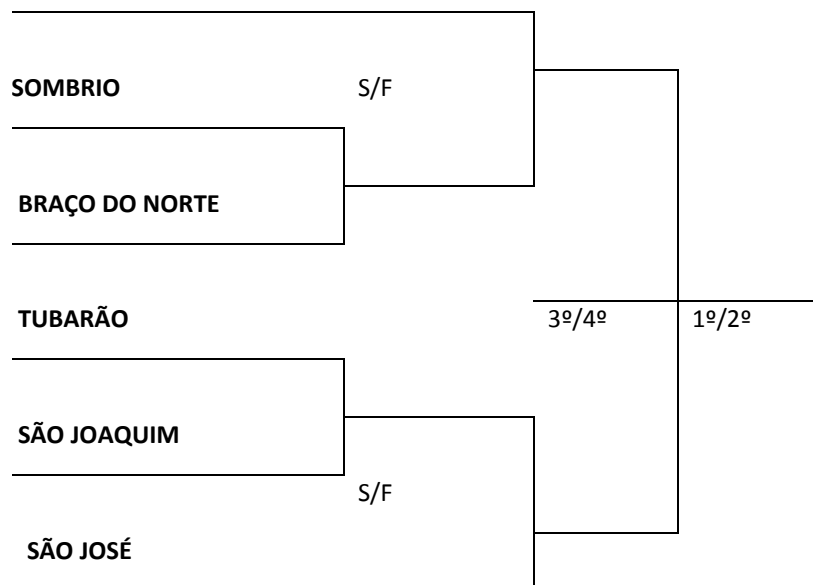 SOMBRIO S/F
BRAÇO DO NORTE
TUBARÃO 3º/4º 1º/2º
SÃO JOAQUIM
S/F
SÃO JOSÉ